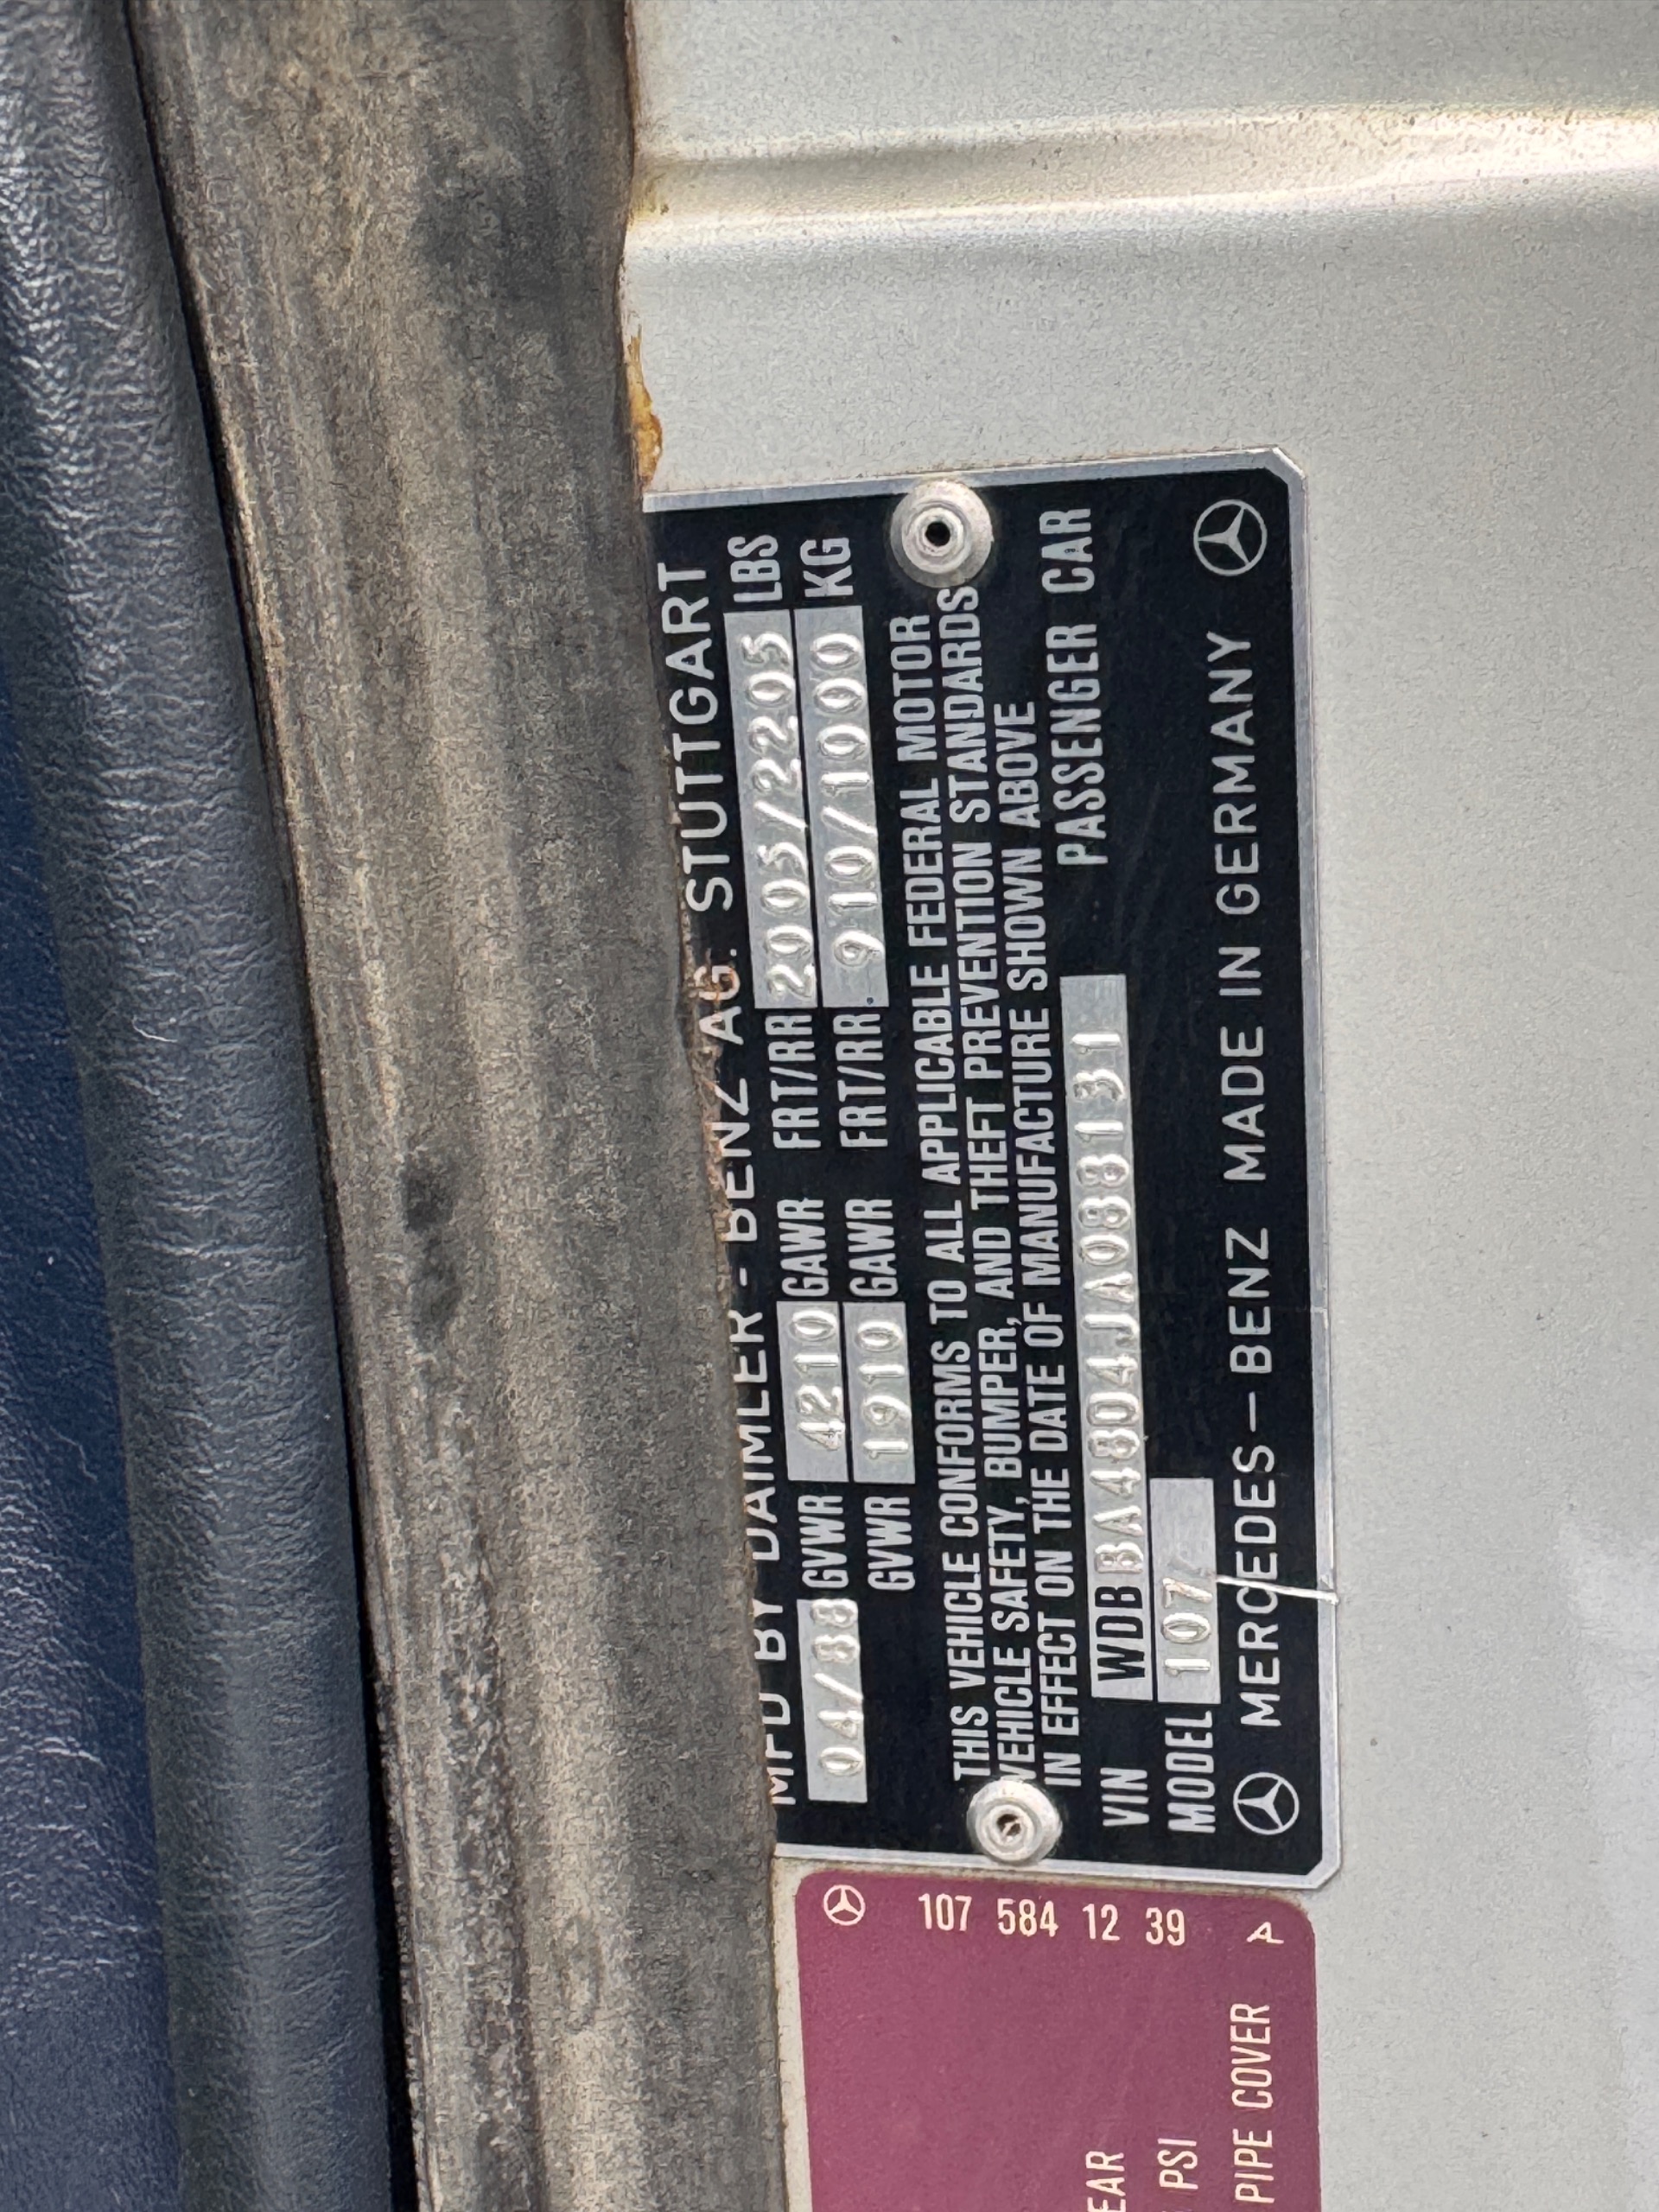 MFD BY DAIMLER - BENZ AG. STUTTGART
04/88 GVWR 4210 GAWR FRT/RR 2005/2205 LBS
GVWR 1910 GAWR FRT/RR 910/1000 KG
THIS VEHICLE CONFORMS TO ALL APPLICABLE FEDERAL MOTOR
VEHICLE SAFETY, BUMPER, AND THEFT PREVENTION STANDARDS
IN EFFECT ON THE DATE OF MANUFACTURE SHOWN ABOVE
VIN WDBBA48D4JA088131 PASSENGER CAR
MODEL 107
MERCEDES-BENZ MADE IN GERMANY
107 584 12 39 A
EAR
PSI
PIPE COVER